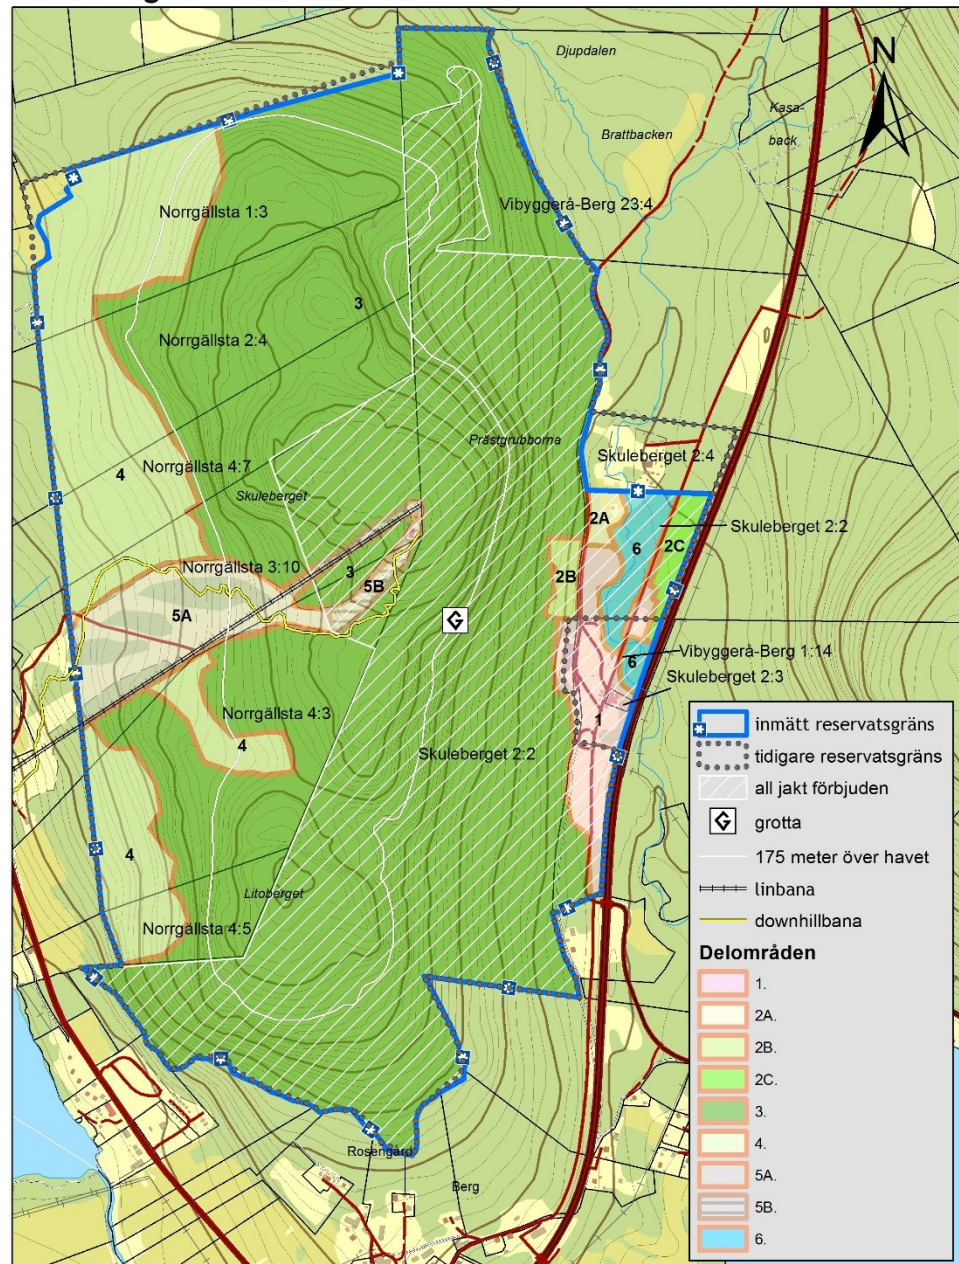 Djupdalen
N
Kasa-
back
Brattbacken
Vibyggerå-Berg 23:4
Norrgällsta 1:3
3
Norrgällsta 2:4
Prästgrubborna
Skuleberget 2:4
Norrgällsta 4:7
4
Skuleberget
2A
Skuleberget 2:2
6
2C
Norrgällsta 3:10
3
5B
2B
5A
G
Vibyggerå-Berg 1:14
6
Skuleberget 2:3
Norrgällsta 4:3
1
4
Skuleberget 2:2
4
Litoberget
Norrgällsta 4:5
Rosengård
Berg
inmätt reservatsgräns
tidigare reservatsgräns
all jakt förbjuden
G grotta
175 meter över havet
linbana
downhillbana
Delområden
1.
2A.
2B.
2C.
3.
4.
5A.
5B.
6.